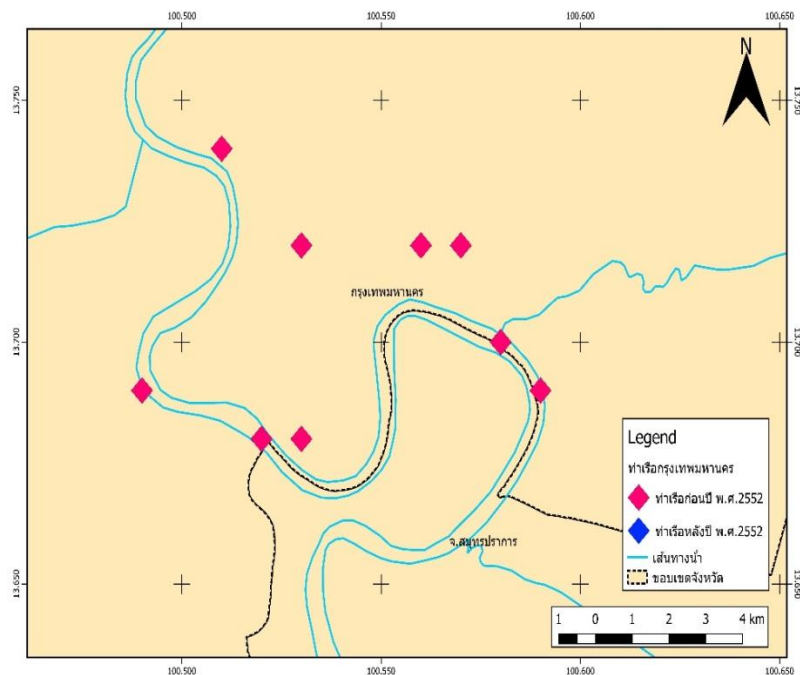 100.500 100.550 100.600 100.650
N
13.750 13.750
กรุงเทพมหานคร
13.700 13.700
Legend
ท่าเรือกรุงเทพมหานคร
ท่าเรือก่อนปี พ.ศ.2552
ท่าเรือหลังปี พ.ศ.2552
เส้นทางน้ำ
ขอบเขตจังหวัด
จ.สมุทรปราการ
13.650 13.650
1 0 1 2 3 4 km
100.500 100.550 100.600 100.650